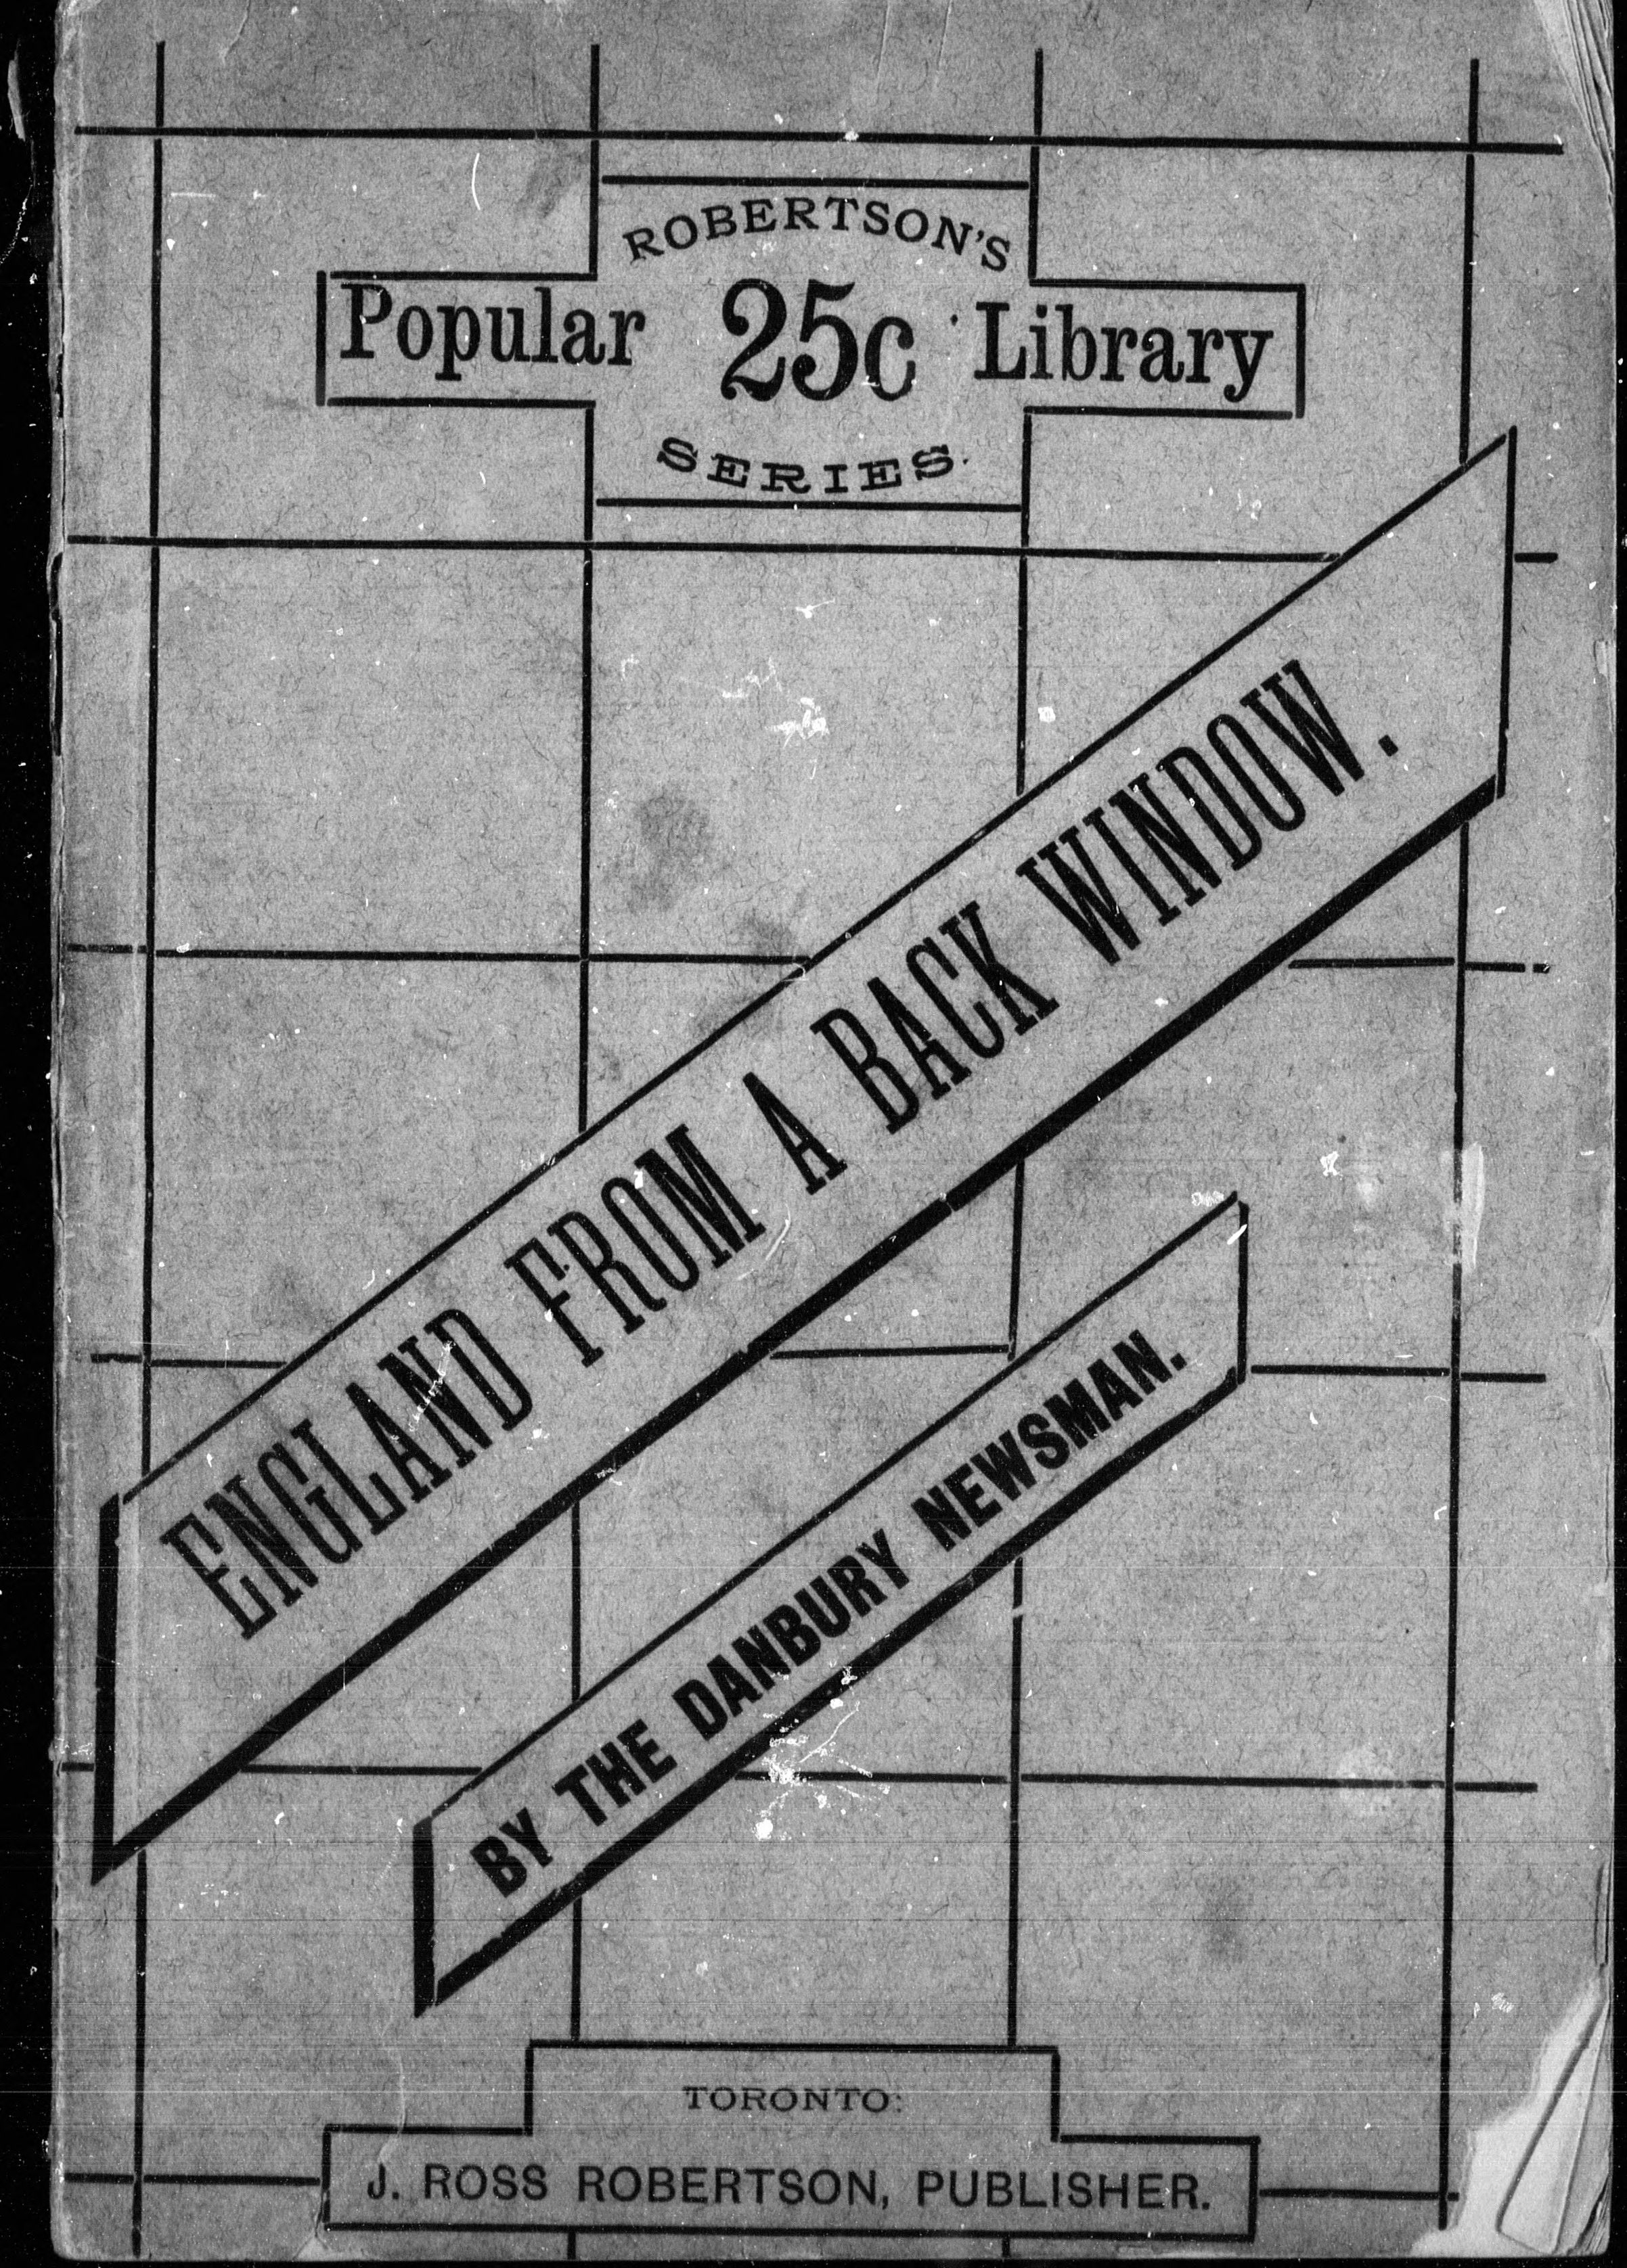 ROBERTSON'S
Popular 25c Library
SERIES.
ENGLAND FROM A BACK WINDOW.
BY THE DANBURY NEWSMAN.
TORONTO:
J. ROSS ROBERTSON, PUBLISHER.